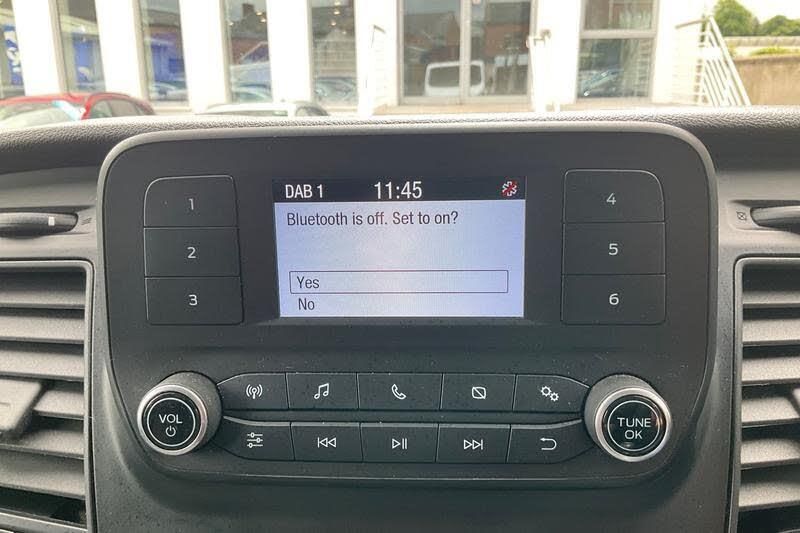 DAB 1 11:45
Bluetooth is off. Set to on?
Yes
No
1
2
3
4
5
6
VOL
TUNE
OK